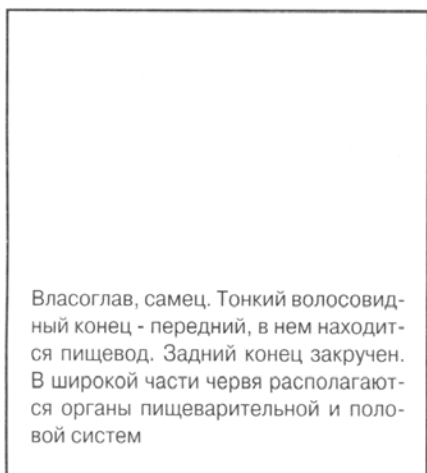 Власоглав, самец. Тонкий волосовид-
ный конец - передний, в нем находит-
ся пищевод. Задний конец закручен.
В широкой части червя располагают-
ся органы пищеварительной и поло-
вой систем